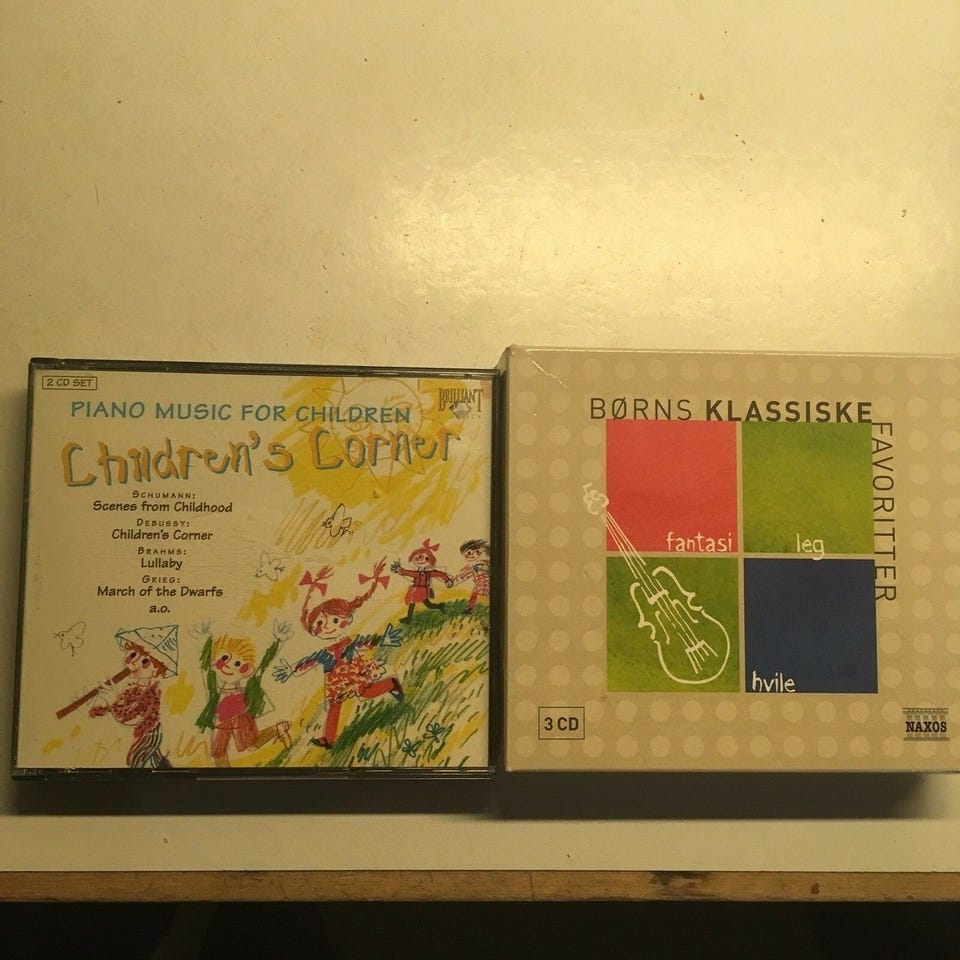 2 CD SET
BRILLIANT
PIANO MUSIC FOR CHILDREN
Children's Corner
SCHUMANN:
Scenes from Childhood
DEBUSSY:
Children's Corner
BRAHMS:
Lullaby
GRIEG:
March of the Dwarfs
a.o.
BØRNS KLASSISKE
FAVORITTER
fantasi
leg
hvile
3 CD
NAXOS